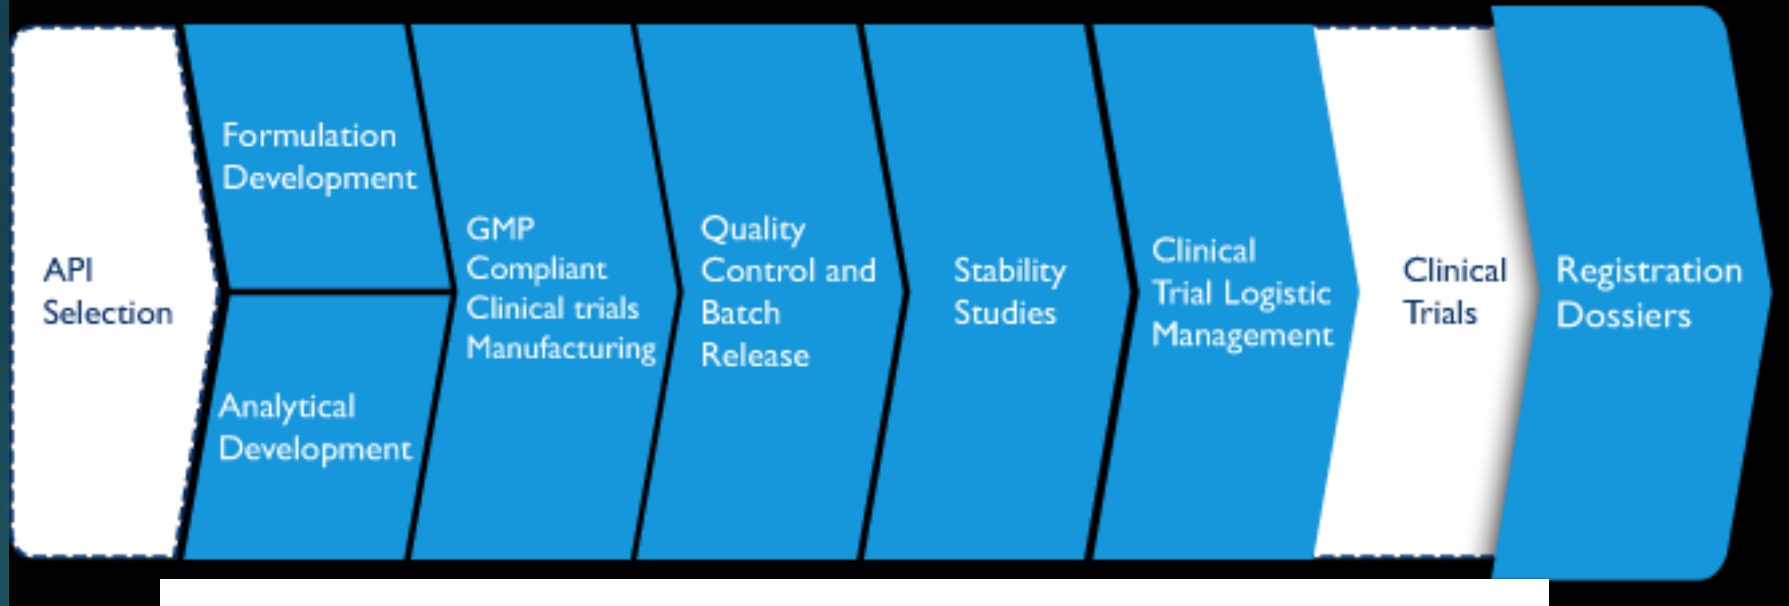 API
Selection
Formulation
Development
Analytical
Development
GMP
Compliant
Clinical trials
Manufacturing
Quality
Control and
Batch
Release
Stability
Studies
Clinical
Trial Logistic
Management
Clinical
Trials
Registration
Dossiers